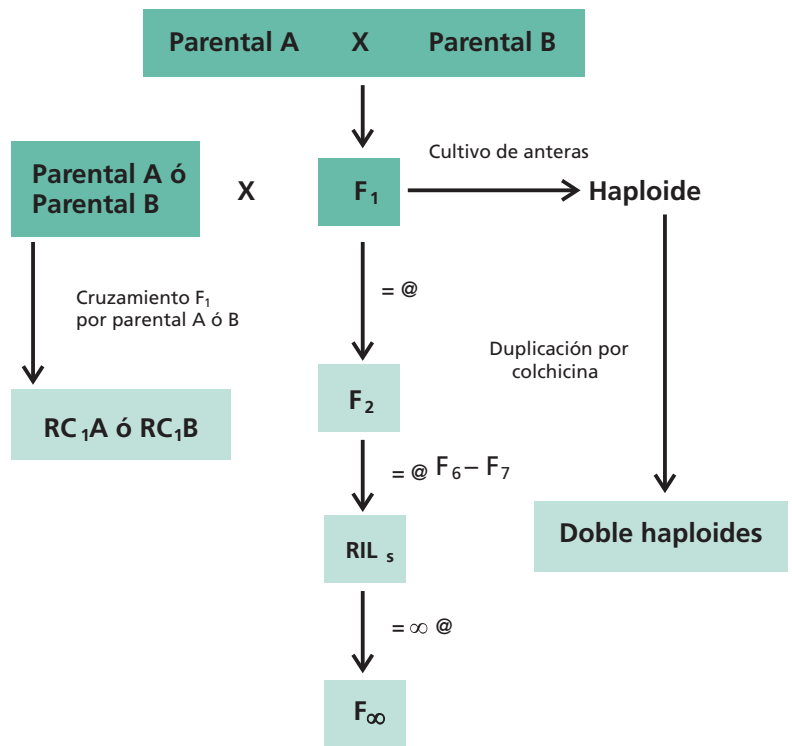 Parental A X Parental B
Cultivo de anteras
Parental A ó
Parental B
X
F₁
Haploide
= @
Cruzamiento F₁
por parental A ó B
Duplicación por
colchicina
F₂
RC₁A ó RC₁B
= @ F₆– F₇
RIL s
Doble haploides
= ∞ @
F∞